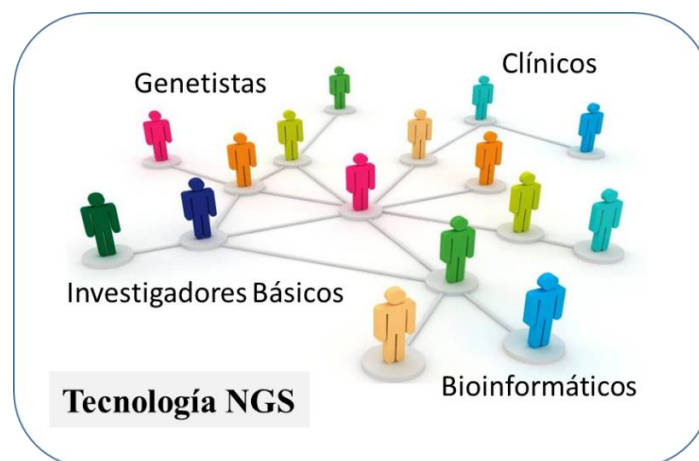 Genetistas
Clínicos
Investigadores Básicos
Bioinformáticos
Tecnología NGS